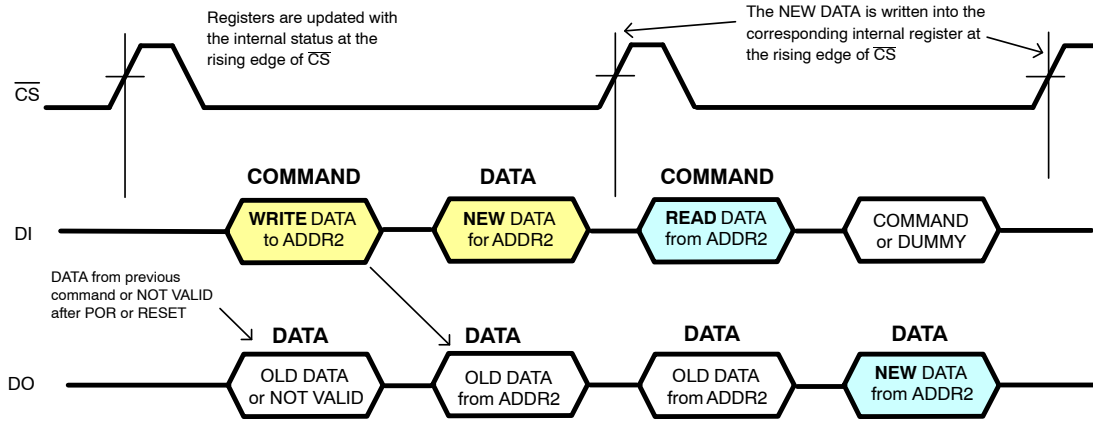 Registers are updated with
the internal status at the
rising edge of CS
The NEW DATA is written into the
corresponding internal register at
the rising edge of CS
CS
COMMAND
DATA
COMMAND
DI
WRITE DATA
to ADDR2
NEW DATA
for ADDR2
READ DATA
from ADDR2
COMMAND
or DUMMY
DATA from previous
command or NOT VALID
after POR or RESET
DATA
DATA
DATA
DATA
DO
OLD DATA
or NOT VALID
OLD DATA
from ADDR2
OLD DATA
from ADDR2
NEW DATA
from ADDR2